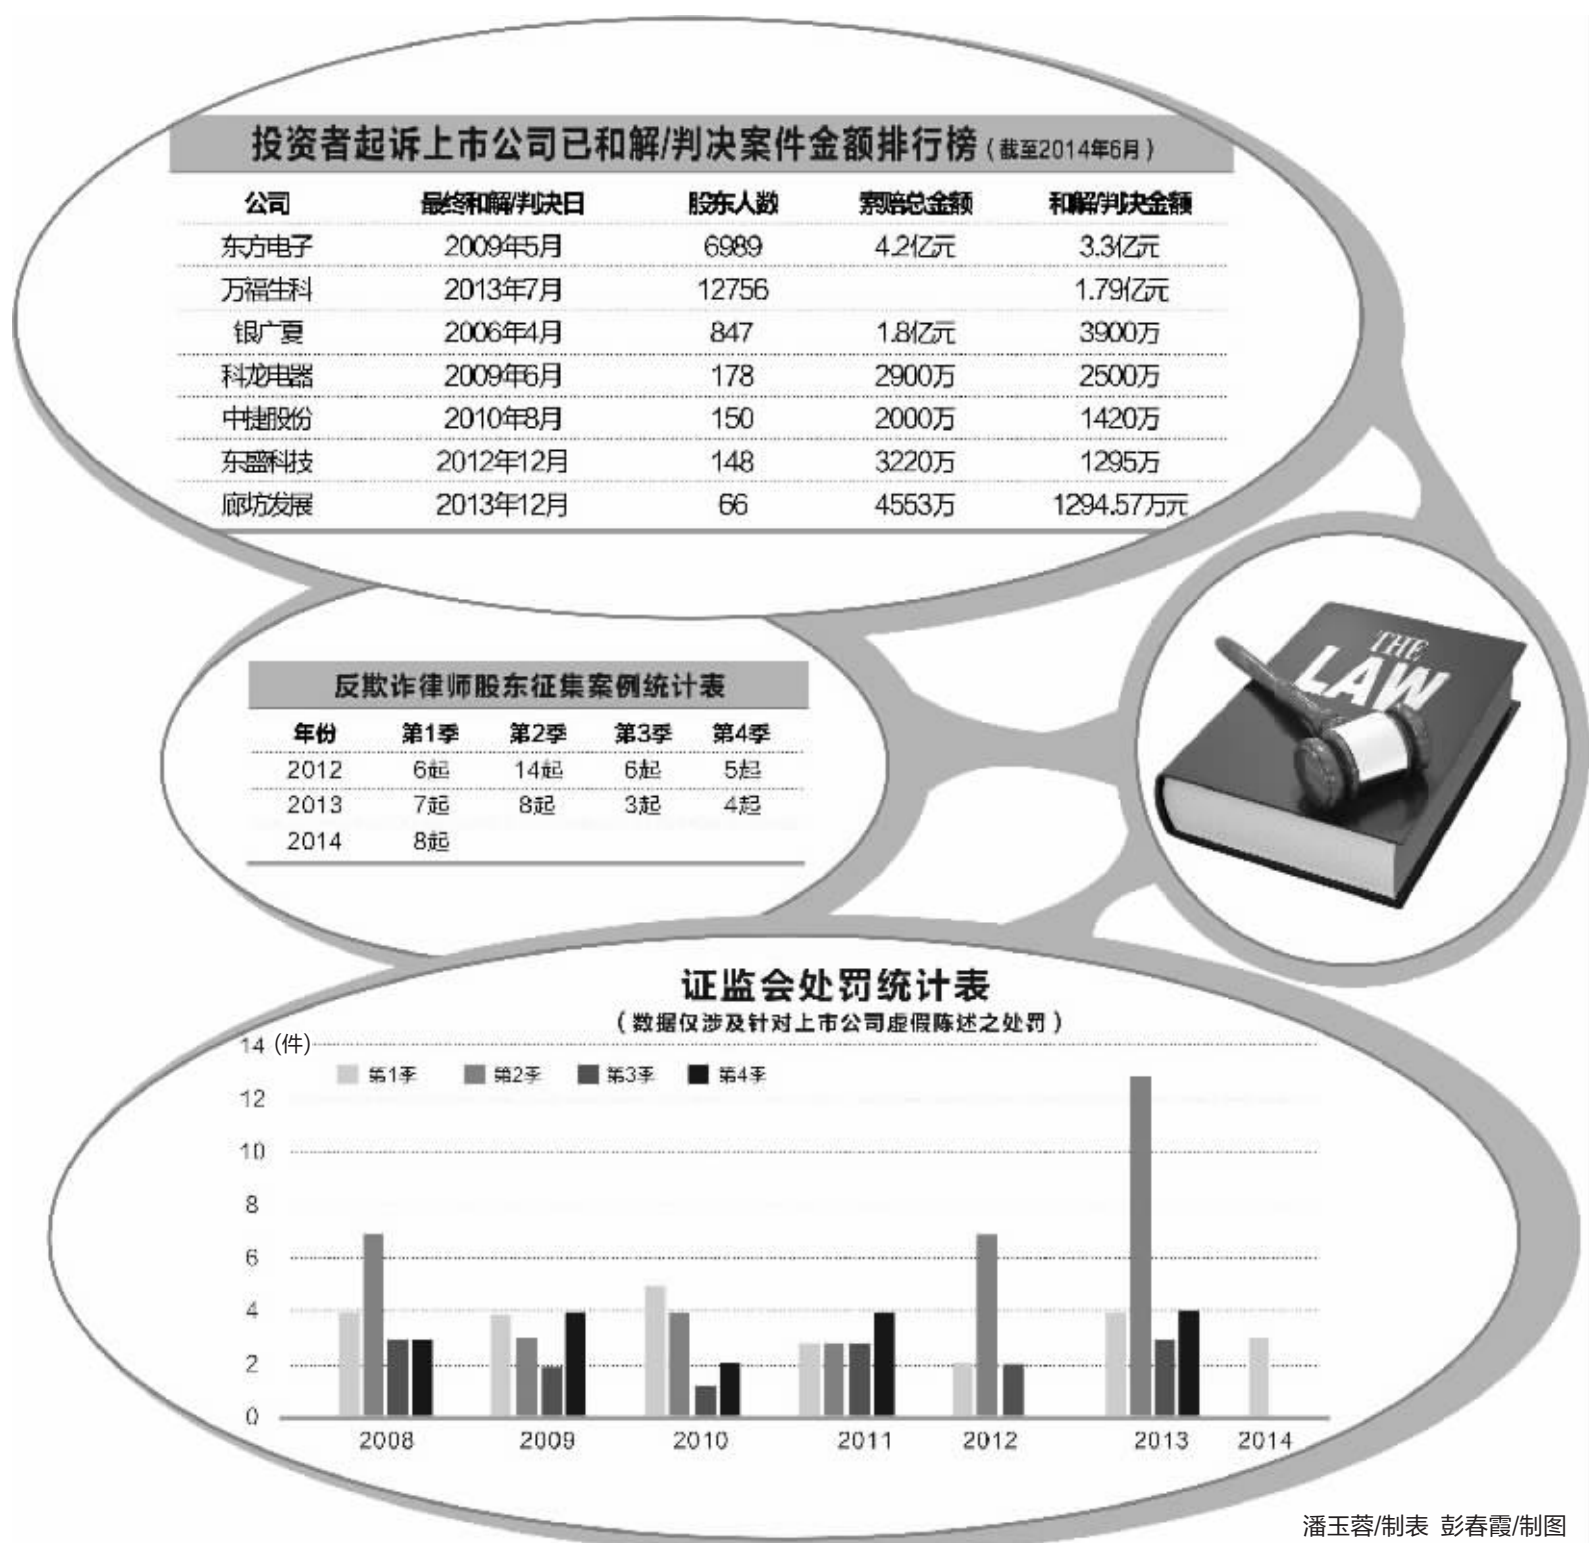 投资者起诉上市公司已和解/判决案件金额排行榜(截至2014年6月)
公司 最终和解/判决日 股东人数 索赔总金额 和解/判决金额
东方电子 2009年5月 6989 4.2亿元 3.3亿元
万福生科 2013年7月 12756 1.79亿元
银广夏 2006年4月 847 1.8亿元 3900万
科龙电器 2009年6月 178 2900万 2500万
中捷股份 2010年8月 150 2000万 1420万
东盛科技 2012年12月 148 3220万 1295万
廊坊发展 2013年12月 66 4553万 1294.57万元
THE
LAW
反欺诈律师股东征集案例统计表
年份 第1季 第2季 第3季 第4季
2012 6起 14起 6起 5起
2013 7起 8起 3起 4起
2014 8起
证监会处罚统计表
(数据仅涉及针对上市公司虚假陈述之处罚)
14 (件)
第1季 第2季 第3季 第4季
12
10
8
6
4
2
0
2008 2009 2010 2011 2012 2013 2014
潘玉蓉/制表 彭春霞/制图